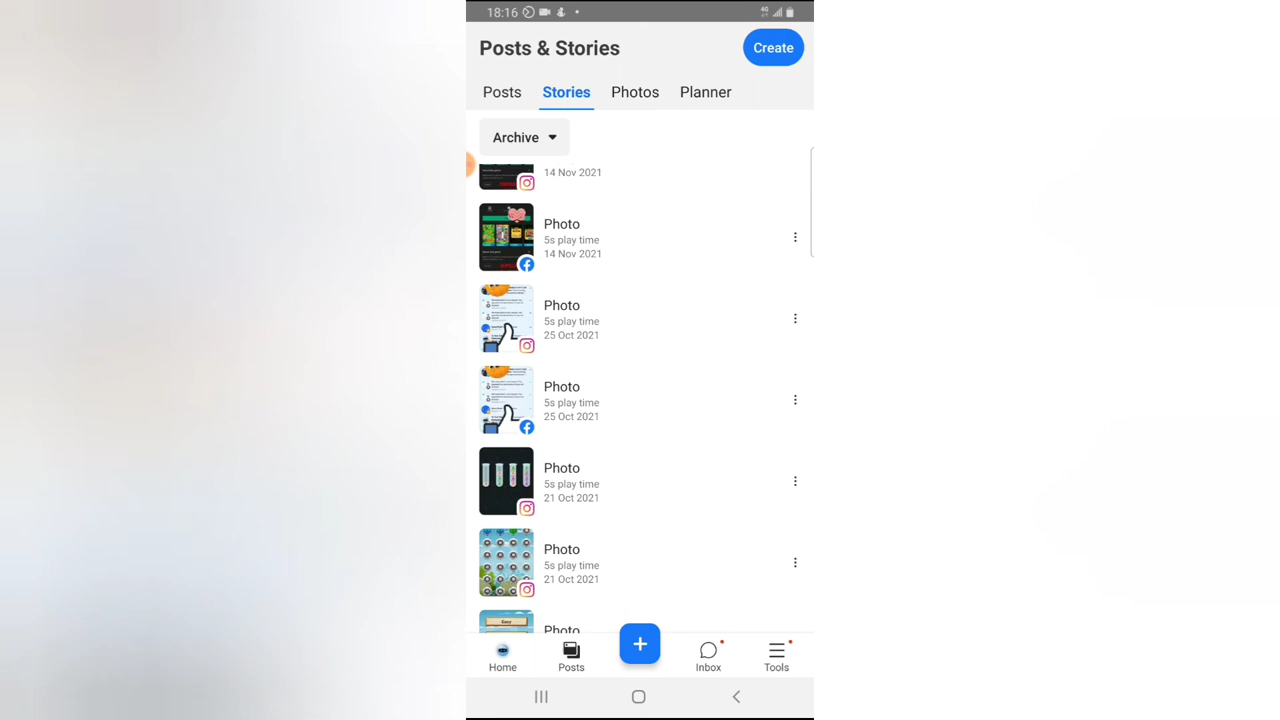 18:16
4G
Posts & Stories
Create
Posts
Stories
Photos
Planner
Archive
14 Nov 2021
Photo
5s play time
14 Nov 2021
Photo
5s play time
25 Oct 2021
Photo
5s play time
25 Oct 2021
Photo
5s play time
21 Oct 2021
Photo
5s play time
21 Oct 2021
Easy
Photo
Home
Posts
Inbox
Tools